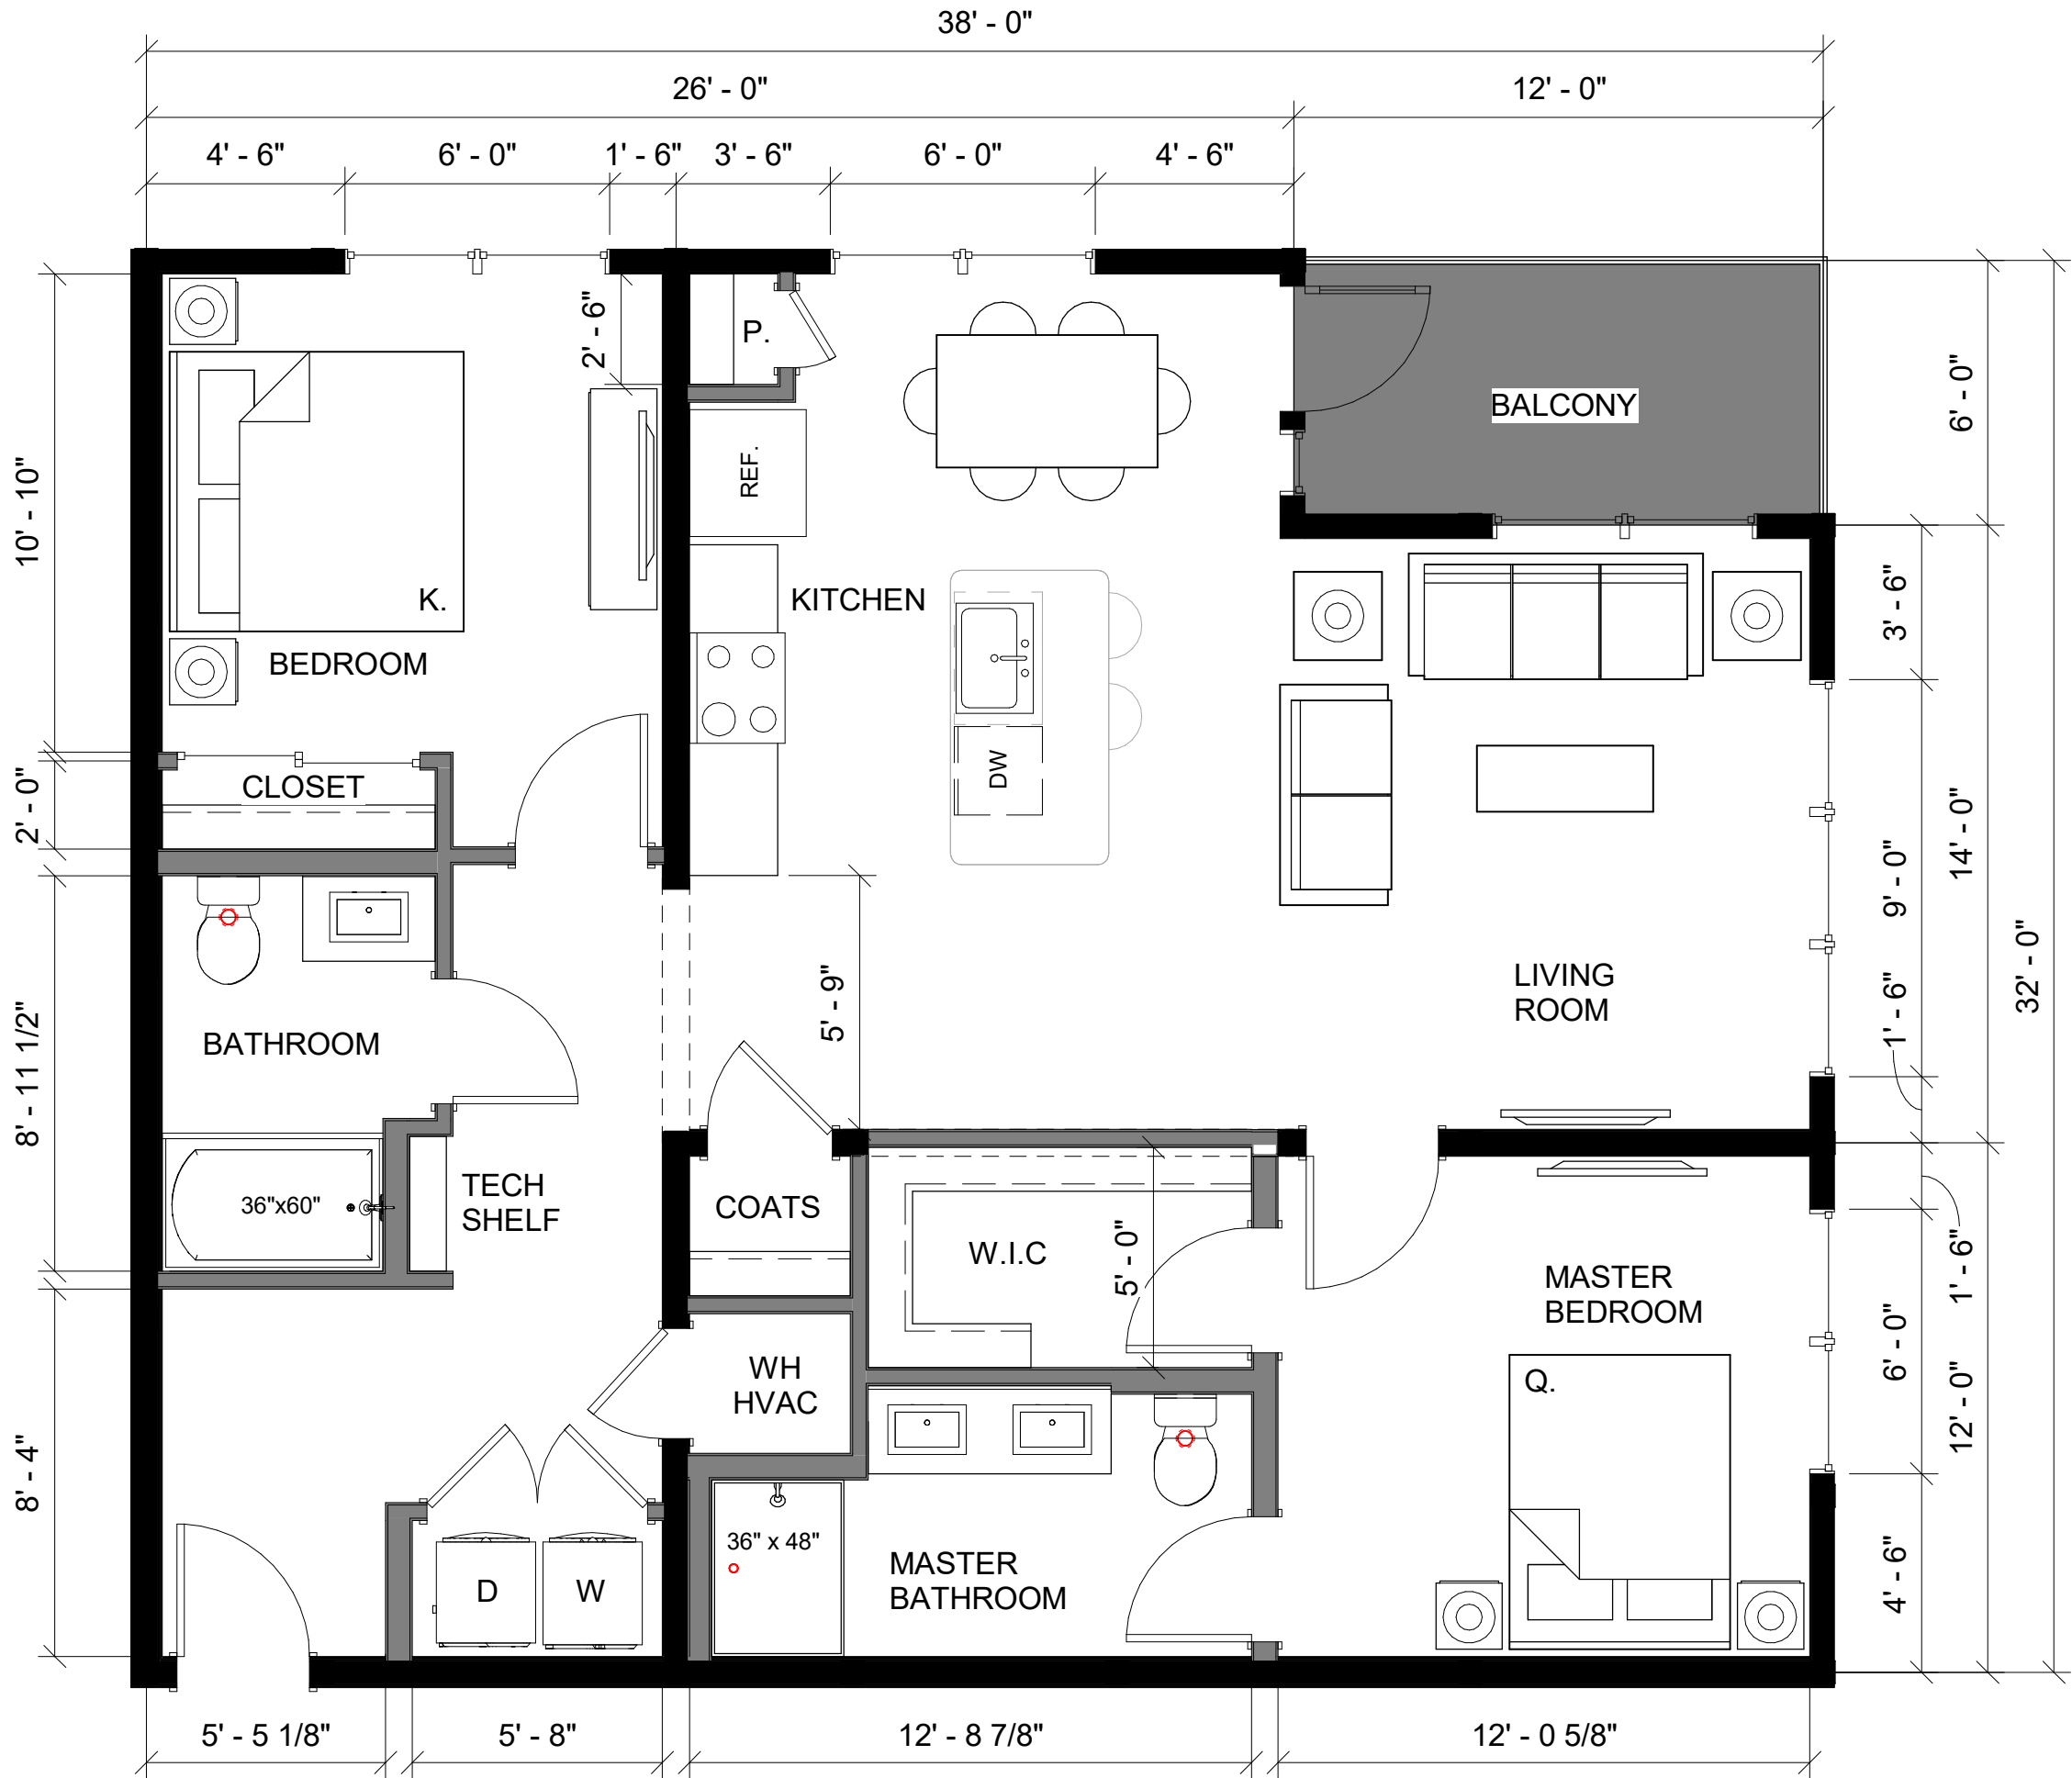 38' - 0"
26' - 0"
12' - 0"
4' - 6"
6' - 0"
1' - 6"
3' - 6"
6' - 0"
4' - 6"
2' - 6"
P.
BALCONY
6' - 0"
REF.
10' - 10"
K.
KITCHEN
3' - 6"
BEDROOM
DW
CLOSET
2' - 0"
14' - 0"
9' - 0"
32' - 0"
5' - 9"
LIVING
ROOM
1' - 6"
8' - 11 1/2"
BATHROOM
36"x60"
TECH
SHELF
COATS
W.I.C
5' - 0"
MASTER
BEDROOM
1' - 6"
6' - 0"
12' - 0"
WH
HVAC
Q.
8' - 4"
36" x 48"
MASTER
BATHROOM
D
W
4' - 6"
5' - 5 1/8"
5' - 8"
12' - 8 7/8"
12' - 0 5/8"